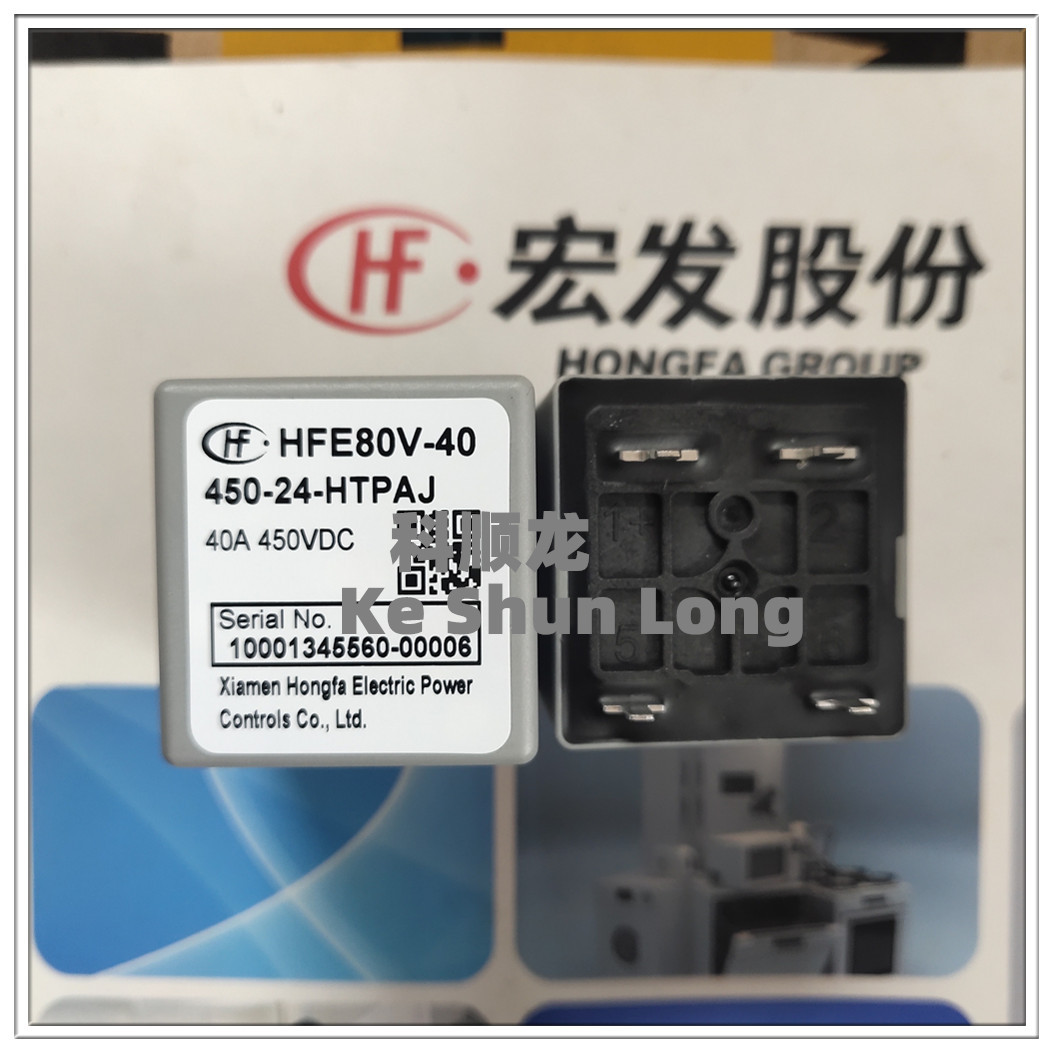 HF 宏发股份
HONGFA GROUP
HF HFE80V-40
450-24-HTPAJ
40A 450VDC
科顺龙
Ke Shun Long
Serial No.
10001345560-00006
Xiamen Hongfa Electric Power
Controls Co., Ltd.
1+ 2
5